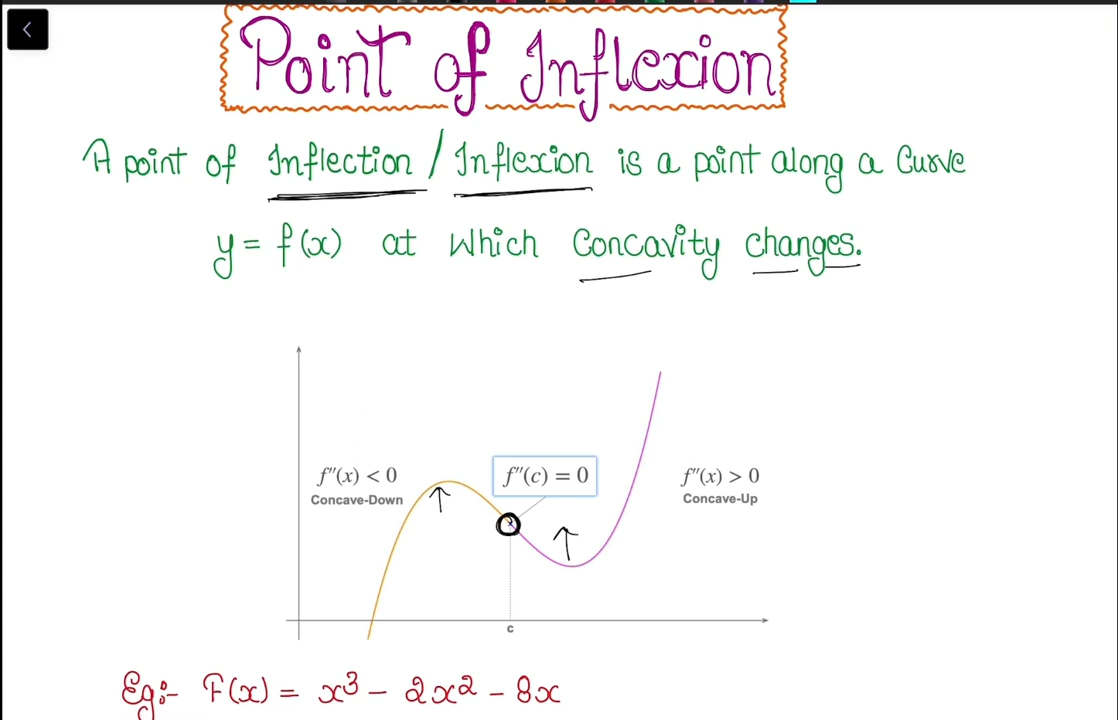 Point of Inflexion
A point of Inflection / Inflexion is a point along a Curve
y = f(x) at which Concavity changes.
f″(x) < 0
Concave-Down
f″(c) = 0
f″(x) > 0
Concave-Up
c
Eg:- F(x) = x³ - 2x² - 8x